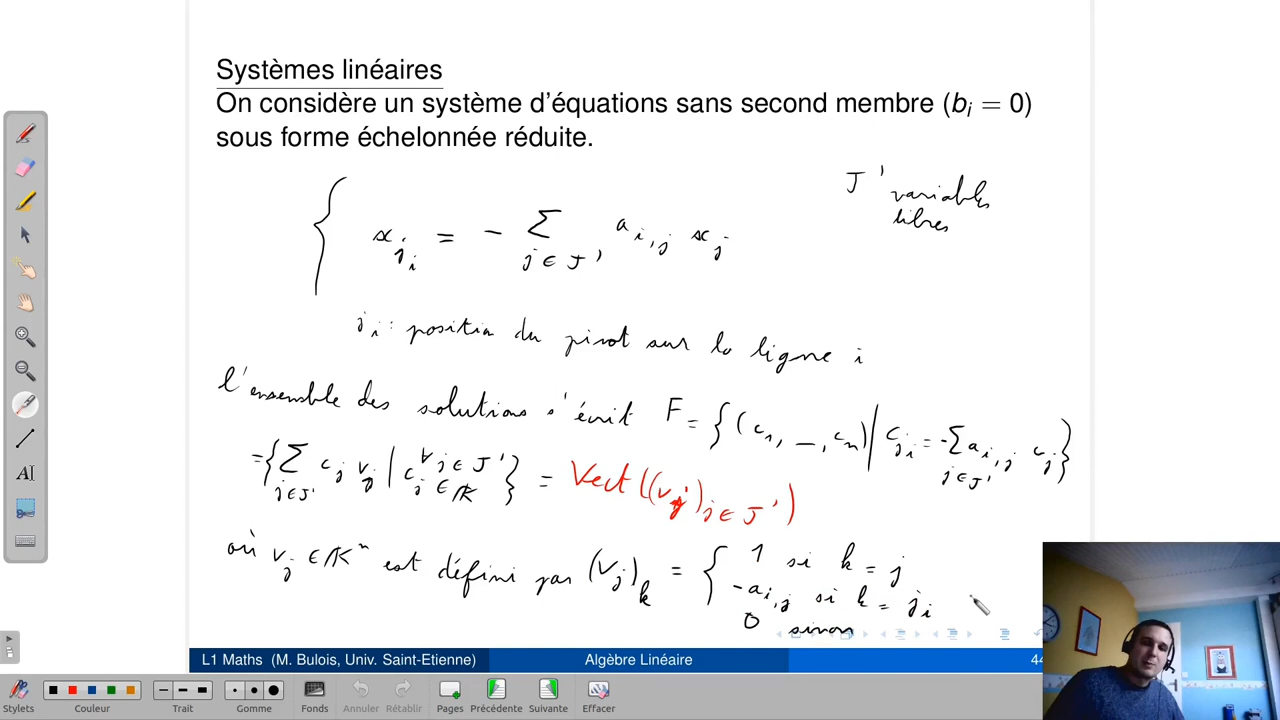 Systèmes linéaires
On considère un système d'équations sans second membre (bᵢ = 0)
sous forme échelonnée réduite.
J' variables
libres
{ x_{j_i} = - ∑_{j ∈ J'} a_{i,j} x_j
j_i : position du pivot sur la ligne i
l'ensemble des solutions s'écrit F = {(c_1, ..., c_n) | c_{j_i} = -∑_{j∈J'} a_{i,j} c_j}
= {∑_{j∈J'} c_j v_j | ∀j∈J' c_j ∈ 𝕂} = Vect((v_j)_{j∈J'})
où v_j ∈ 𝕂^n est défini par (v_j)_k = { 1 si k = j
-a_{i,j} si k = j_i
0 sinon
L1 Maths (M. Bulois, Univ. Saint-Etienne) Algèbre Linéaire 44
Stylets Couleur Trait Gomme Fonds Annuler Rétablir Pages Précédente Suivante Effacer